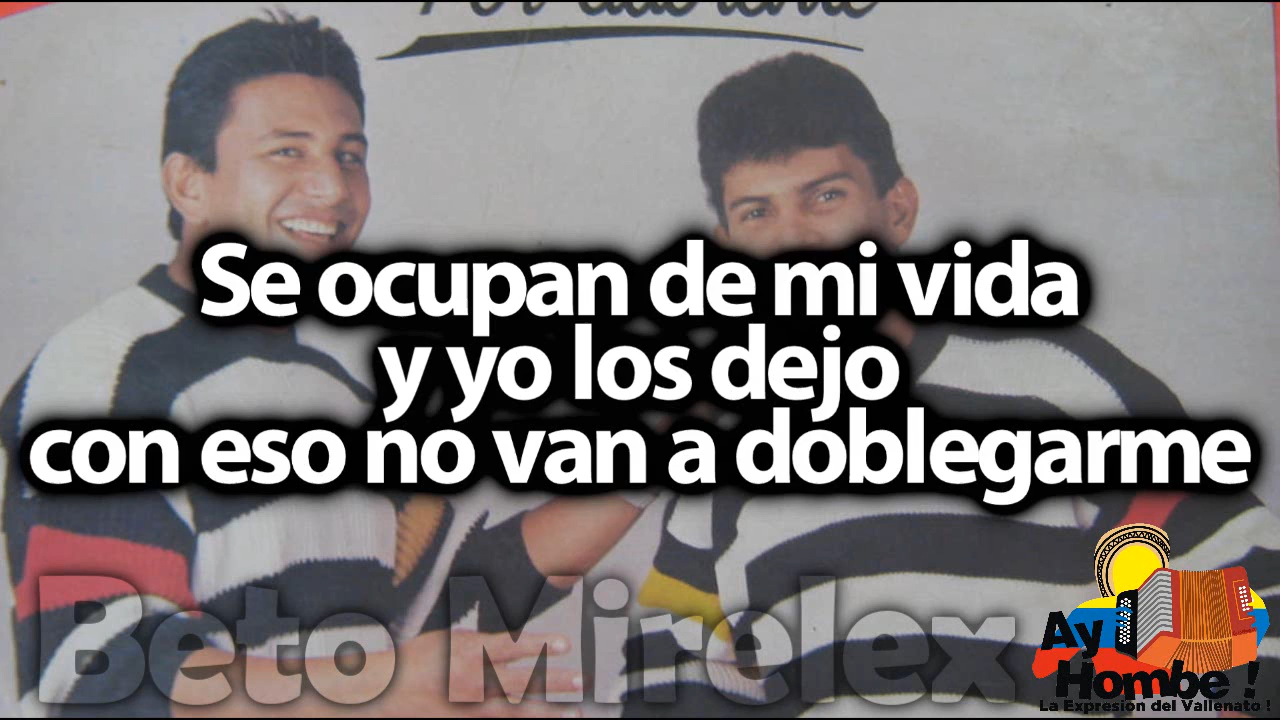 Se ocupan de mi vida
y yo los dejo
con eso no van a doblegarme
Beto Mirelex
Ay
Hombe !
La Expresión del Vallenato !